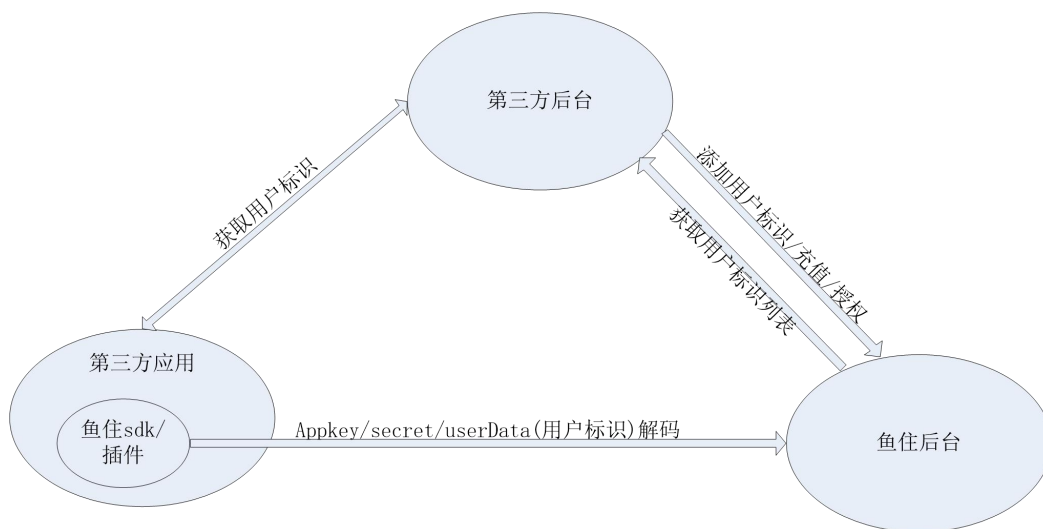 第三方后台
获取用户标识
添加用户标识/充值/授权
获取用户标识列表
第三方应用
鱼住sdk/
插件
Appkey/secret/userData(用户标识)解码
鱼住后台